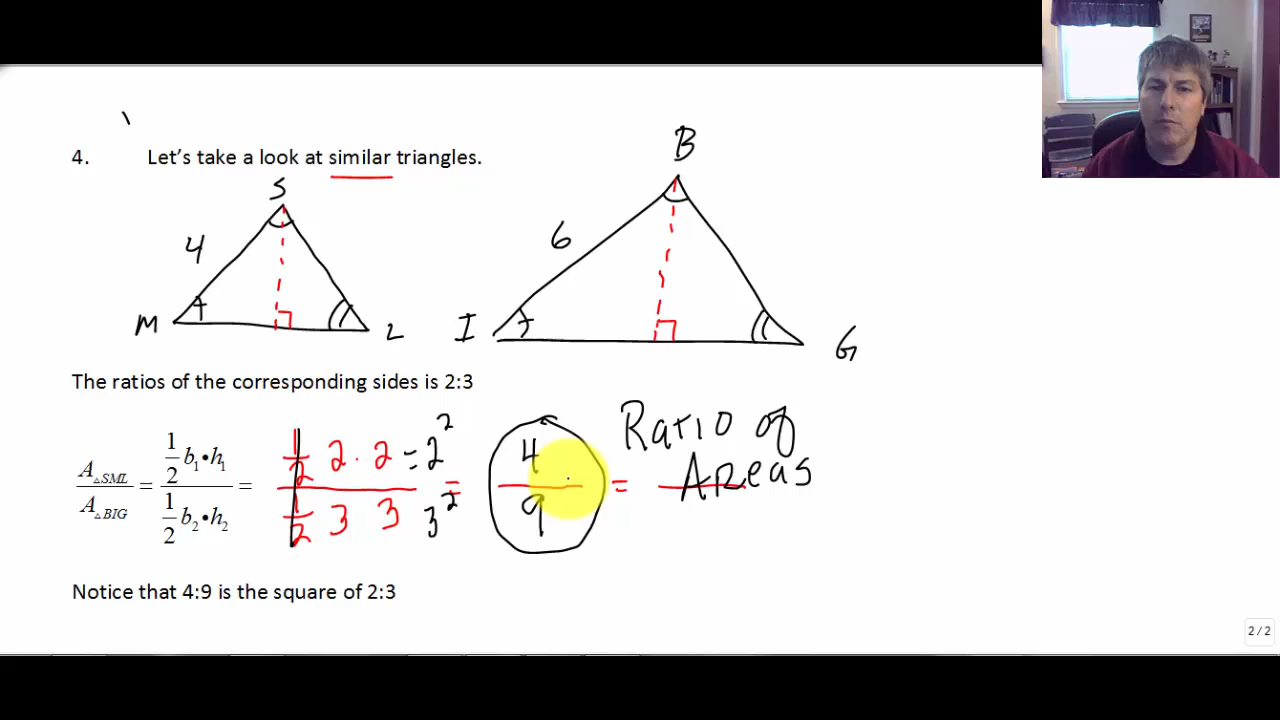 4. Let's take a look at similar triangles.
S
B
4
6
M
L
I
G
The ratios of the corresponding sides is 2:3
A△SML / A△BIG = 1/2 b₁•h₁ / 1/2 b₂•h₂ = 1/2 2 · 2 / 1/2 3 3 = 2² / 3² = 4 / 9 = Ratio of
Areas
Notice that 4:9 is the square of 2:3
2 / 2